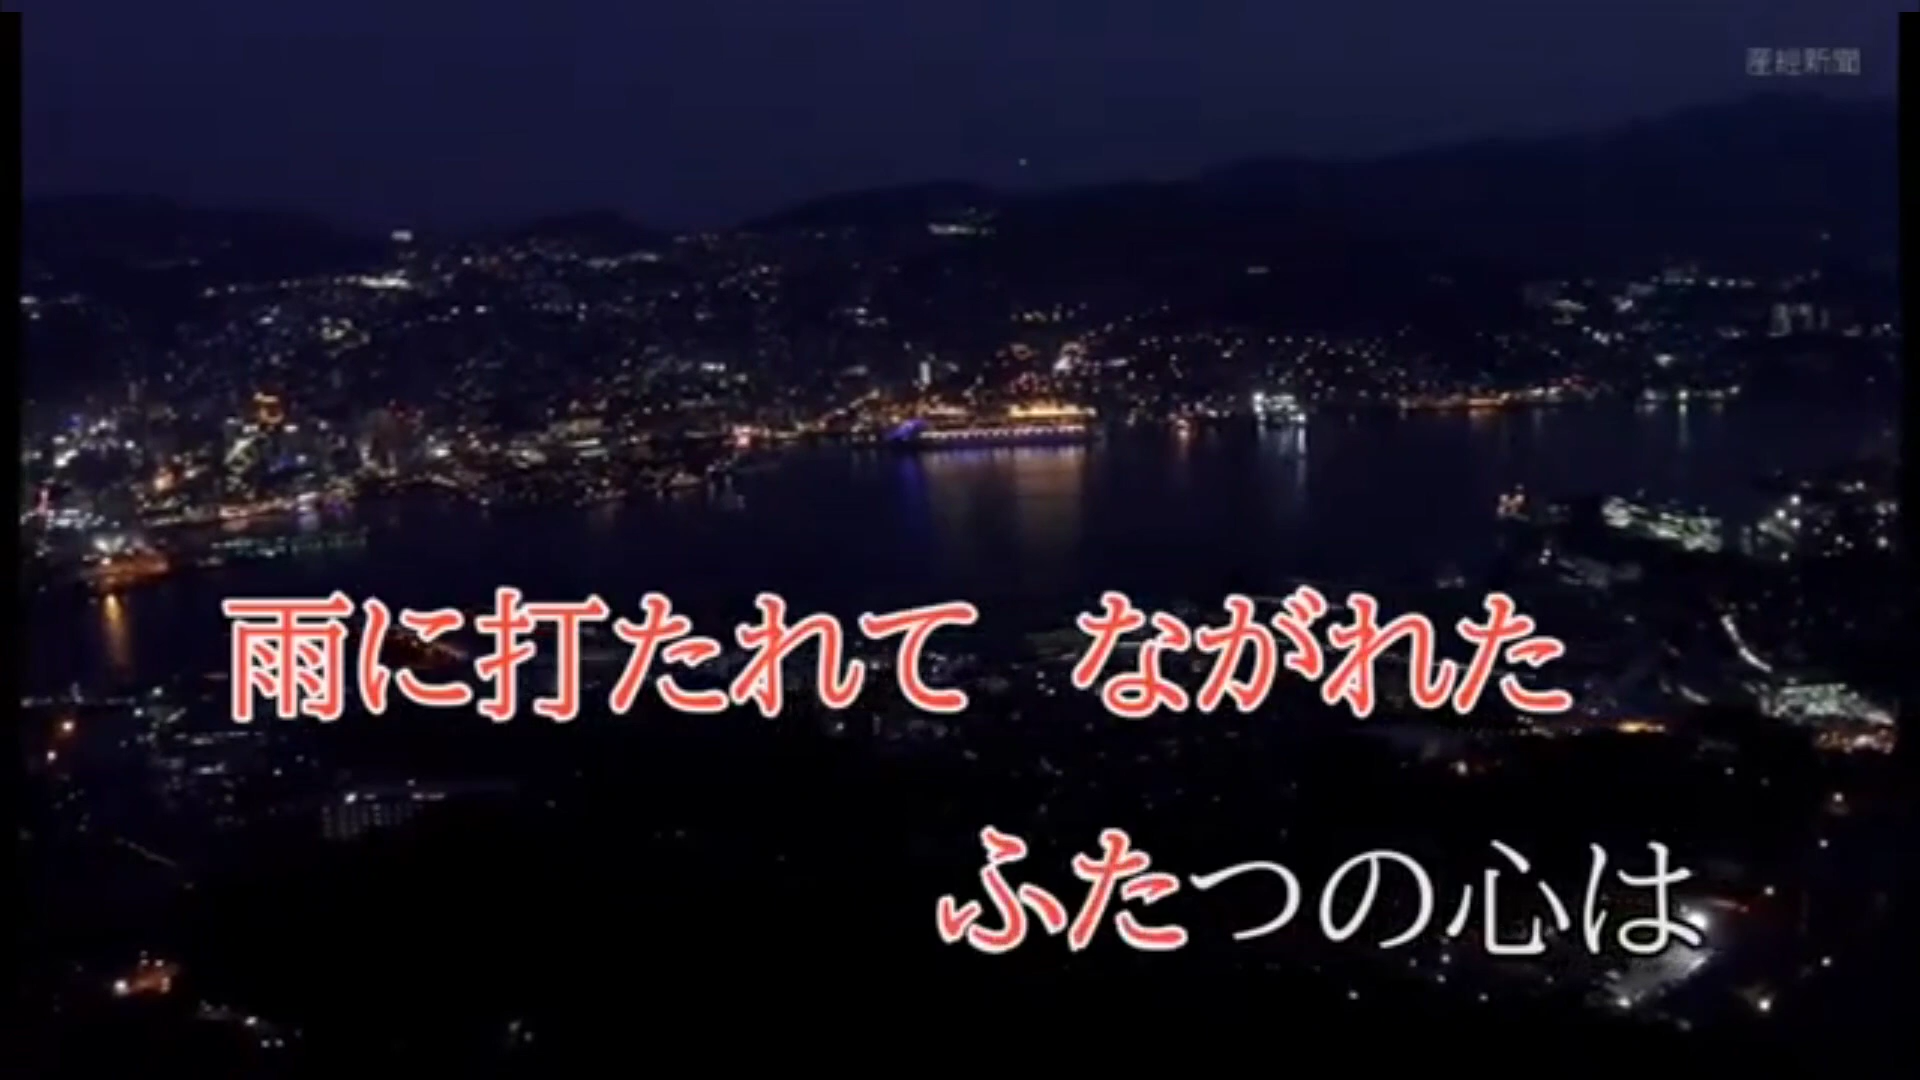 産経新聞
雨に打たれて　ながれた
ふたつの心は